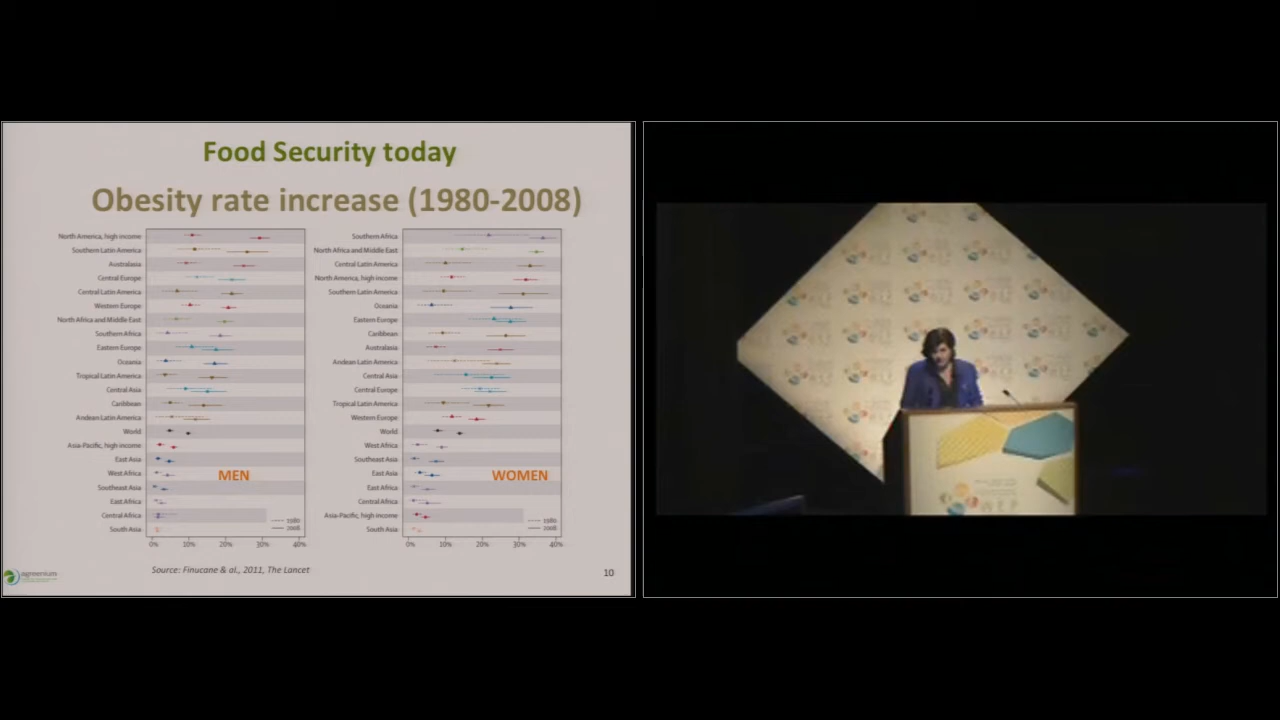 Food Security today
Obesity rate increase (1980-2008)
North America, high income
Southern Latin America
Australasia
Central Europe
Central Latin America
Western Europe
North Africa and Middle East
Southern Africa
Eastern Europe
Oceania
Tropical Latin America
Central Asia
Caribbean
Andean Latin America
World
Asia-Pacific, high income
East Asia
West Africa
Southeast Asia
East Africa
Central Africa
South Asia
MEN
1980
2008
0% 10% 20% 30% 40%
Southern Africa
North Africa and Middle East
Central Latin America
North America, high income
Southern Latin America
Oceania
Eastern Europe
Caribbean
Australasia
Andean Latin America
Central Asia
Central Europe
Tropical Latin America
Western Europe
World
West Africa
Southeast Asia
East Asia
East Africa
Central Africa
Asia-Pacific, high income
South Asia
WOMEN
1980
2008
0% 10% 20% 30% 40%
Source: Finucane & al., 2011, The Lancet
agreenium
10